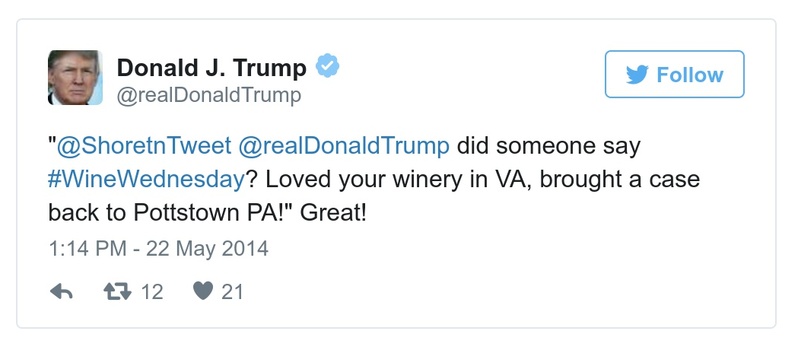 Donald J. Trump
@realDonaldTrump
Follow
"@ShoretnTweet @realDonaldTrump did someone say
#WineWednesday? Loved your winery in VA, brought a case
back to Pottstown PA!" Great!
1:14 PM - 22 May 2014
12 21